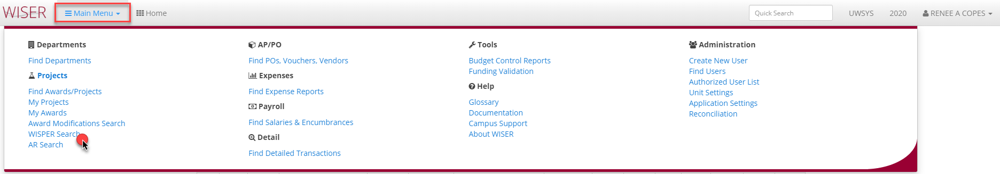 WISER Main Menu Home Quick Search UWSYS 2020 RENEE A COPES
Departments
Find Departments
Projects
Find Awards/Projects
My Projects
My Awards
Award Modifications Search
WISPER Search
AR Search
AP/PO
Find POs, Vouchers, Vendors
Expenses
Find Expense Reports
Payroll
Find Salaries & Encumbrances
Detail
Find Detailed Transactions
Tools
Budget Control Reports
Funding Validation
Help
Glossary
Documentation
Campus Support
About WISER
Administration
Create New User
Find Users
Authorized User List
Unit Settings
Application Settings
Reconciliation